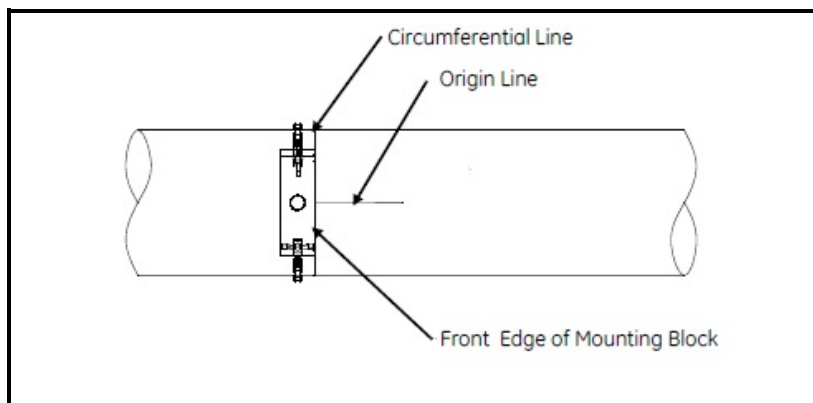 Circumferential Line
Origin Line
Front Edge of Mounting Block